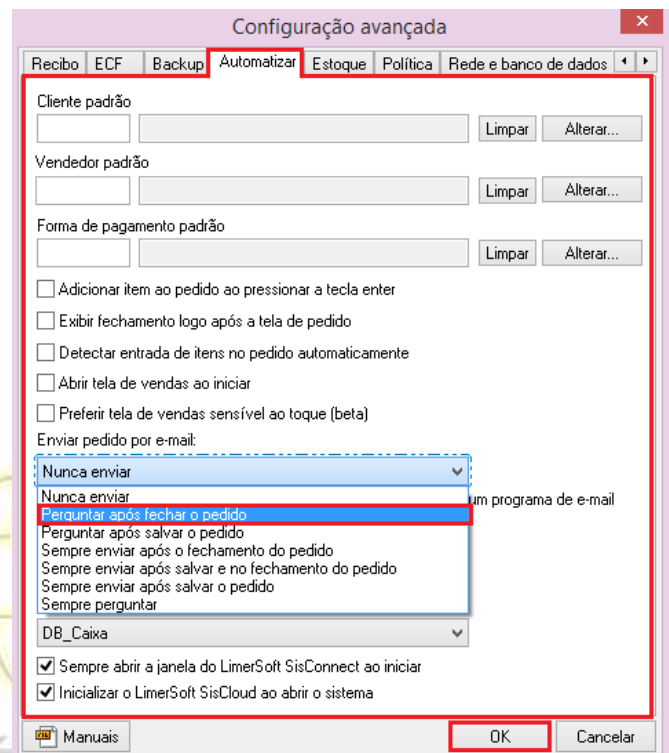 Configuração avançada
Recibo ECF Backup Automatizar Estoque Política Rede e banco de dados
Cliente padrão
Limpar Alterar...
Vendedor padrão
Limpar Alterar...
Forma de pagamento padrão
Limpar Alterar...
Adicionar item ao pedido ao pressionar a tecla enter
Exibir fechamento logo após a tela de pedido
Detectar entrada de itens no pedido automaticamente
Abrir tela de vendas ao iniciar
Preferir tela de vendas sensível ao toque (beta)
Enviar pedido por e-mail:
Nunca enviar
Nunca enviar um programa de e-mail
Perguntar após fechar o pedido
Perguntar após salvar o pedido
Sempre enviar após o fechamento do pedido
Sempre enviar após salvar e no fechamento do pedido
Sempre enviar após salvar o pedido
Sempre perguntar
DB_Caixa
Sempre abrir a janela do LimerSoft SisConnect ao iniciar
Inicializar o LimerSoft SisCloud ao abrir o sistema
Manuais OK Cancelar